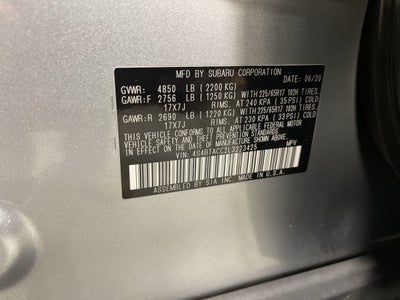 MFD BY SUBARU CORPORATION DATE: 06/20
GVWR: 4850 LB ( 2200 KG)
GAWR:F 2756 LB ( 1250 KG) WITH 225/65R17 102H TIRES.
17X7J RIMS. AT 240 KPA ( 35 PSI) COLD
GAWR:R 2690 LB ( 1220 KG) WITH 225/65R17 102H TIRES.
17X7J RIMS. AT 230 KPA ( 33 PSI) COLD
THIS VEHICLE CONFORMS TO ALL APPLICABLE FEDERAL MOTOR
VEHICLE SAFETY AND THEFT PREVENTION STANDARDS
IN EFFECT ON THE DATE OF MANUFACTURE SHOWN ABOVE.
VIN: 4S4BTACC2L3223425 MPV
ASSEMBLED BY SIA INC. MADE IN U.S.A.